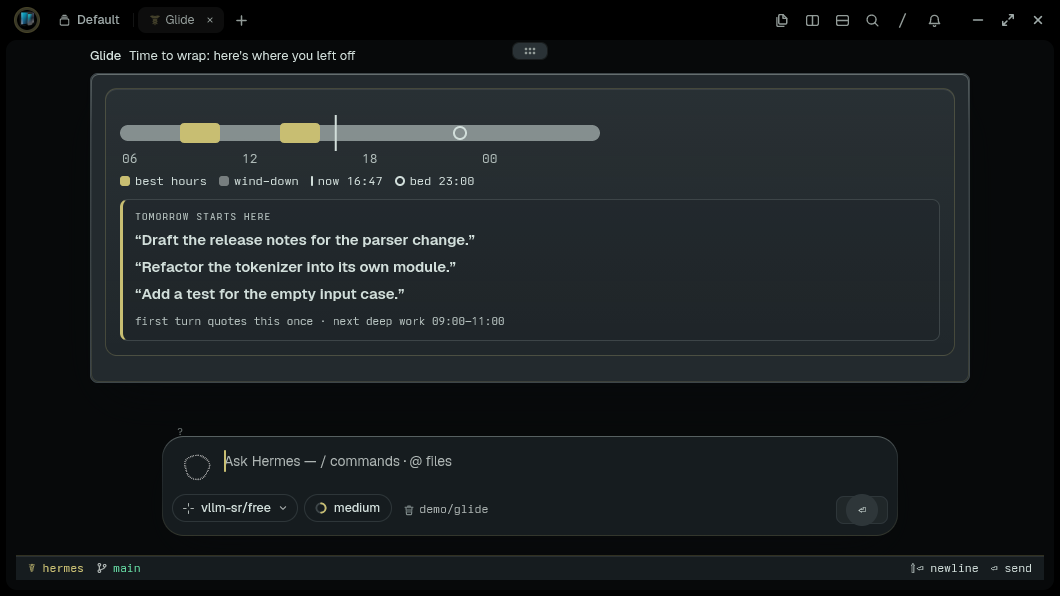 Default
Glide ×
Glide Time to wrap: here's where you left off
06 12 18 00
best hours wind-down now 16:47 bed 23:00
TOMORROW STARTS HERE
“Draft the release notes for the parser change.”
“Refactor the tokenizer into its own module.”
“Add a test for the empty input case.”
first turn quotes this once · next deep work 09:00–11:00
?
Ask Hermes — / commands · @ files
vllm-sr/free medium demo/glide
hermes main newline send